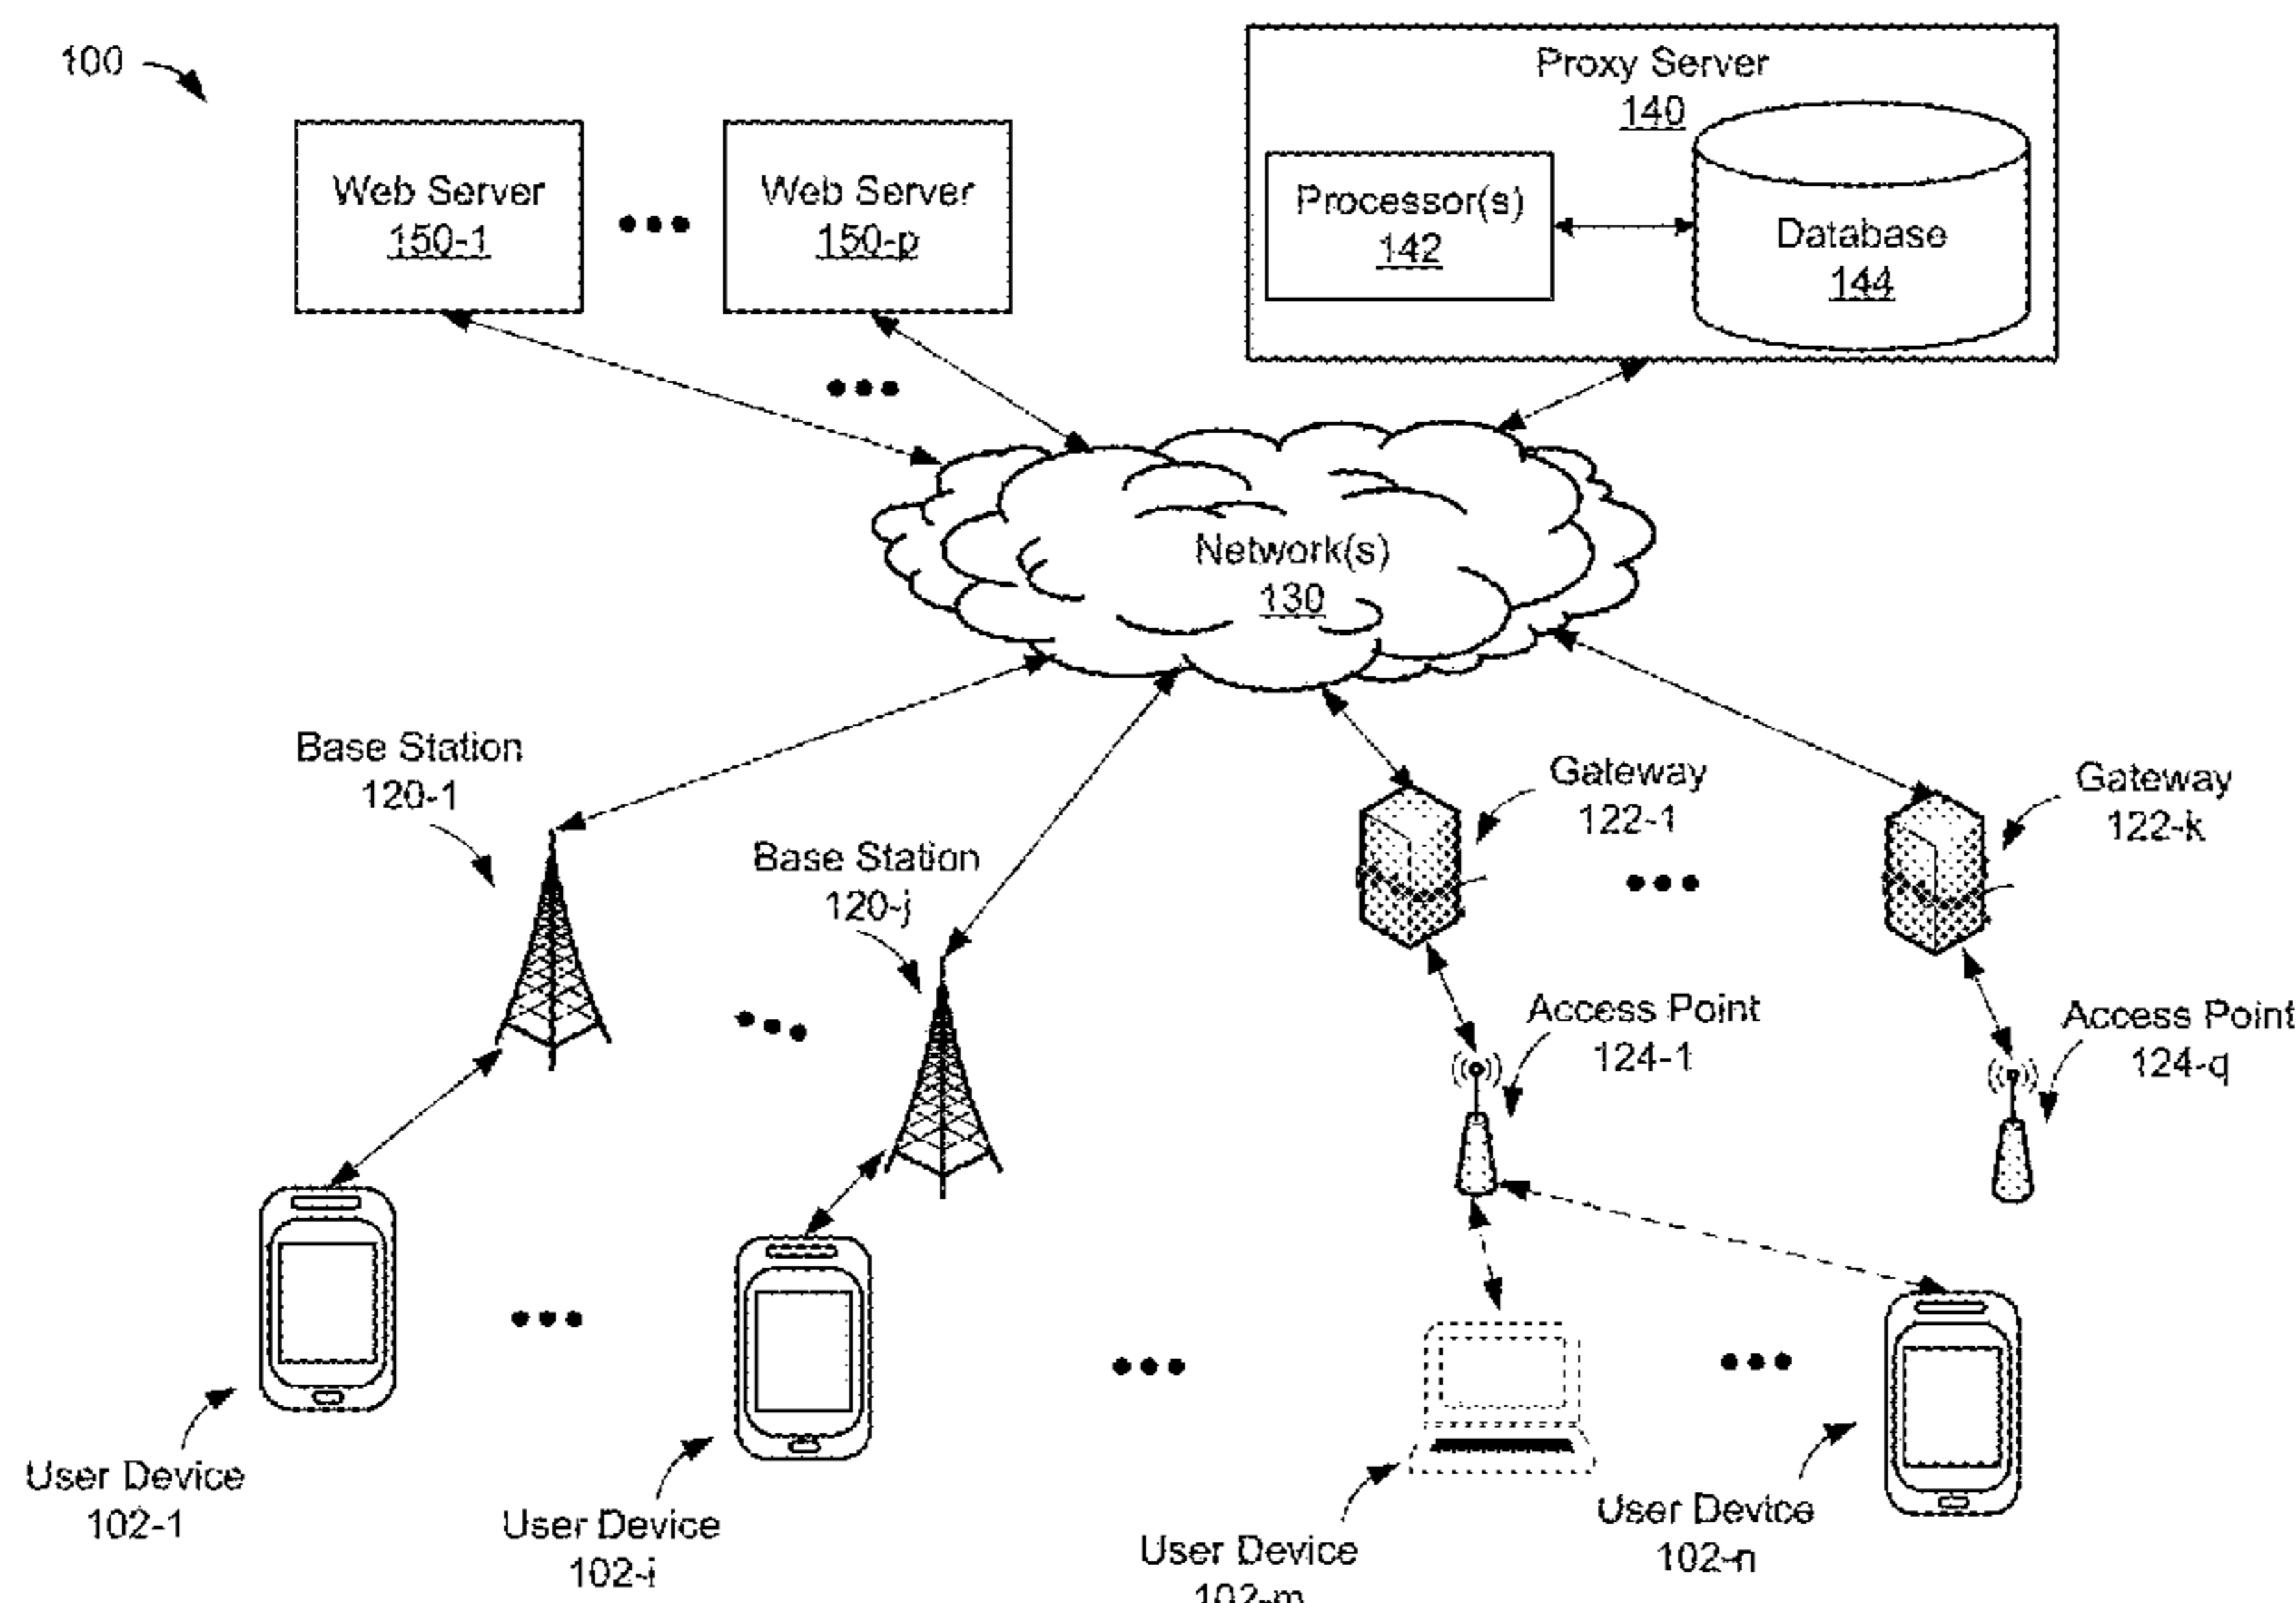 100
Proxy Server
140
Web Server
150-1
Web Server
150-p
Processor(s)
142
Database
144
Network(s)
130
Base Station
120-1
Base Station
120-j
Gateway
122-1
Gateway
122-k
Access Point
124-1
Access Point
124-q
User Device
102-1
User Device
102-i
User Device
102-m
User Device
102-n